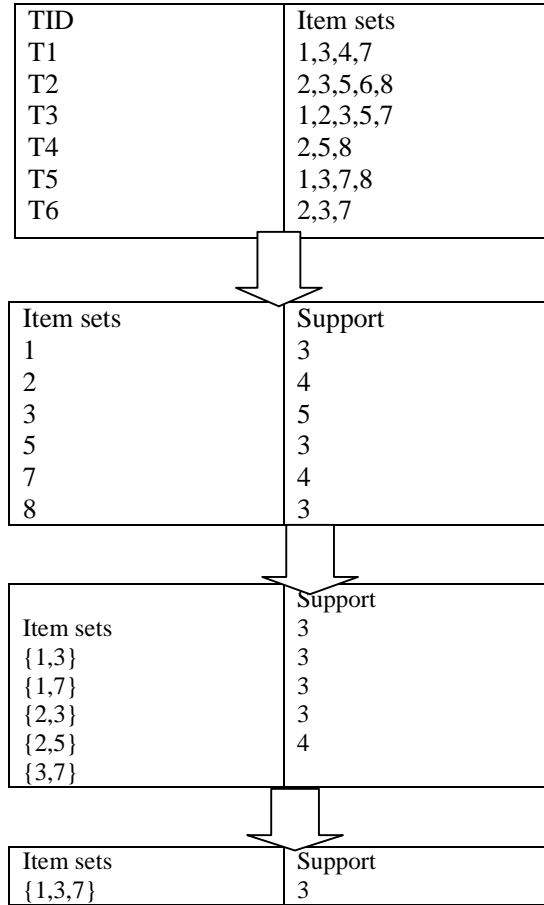 TID Item sets
T1 1,3,4,7
T2 2,3,5,6,8
T3 1,2,3,5,7
T4 2,5,8
T5 1,3,7,8
T6 2,3,7
Item sets Support
1 3
2 4
3 5
5 3
7 4
8 3
Support
Item sets 3
{1,3} 3
{1,7} 3
{2,3} 3
{2,5} 4
{3,7}
Item sets Support
{1,3,7} 3